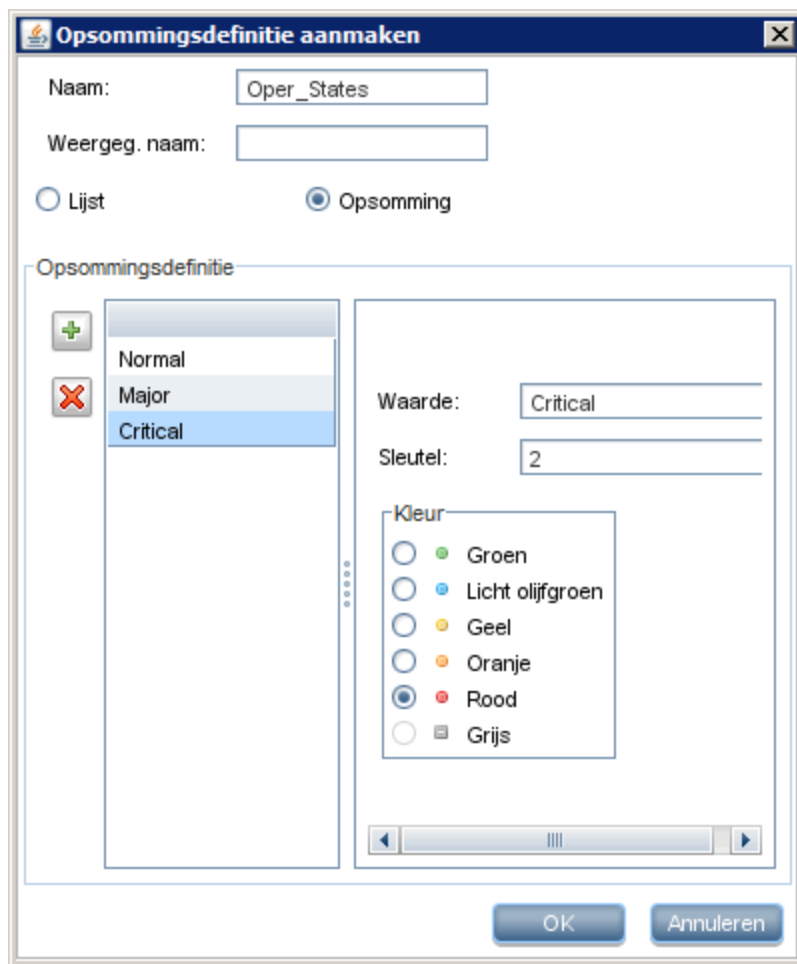 Opsommingsdefinitie aanmaken
Naam: Oper_States
Weergeg. naam:
Lijst Opsomming
Opsommingsdefinitie
Normal
Major
Critical
Waarde: Critical
Sleutel: 2
Kleur
Groen
Licht olijfgroen
Geel
Oranje
Rood
Grijs
OK Annuleren